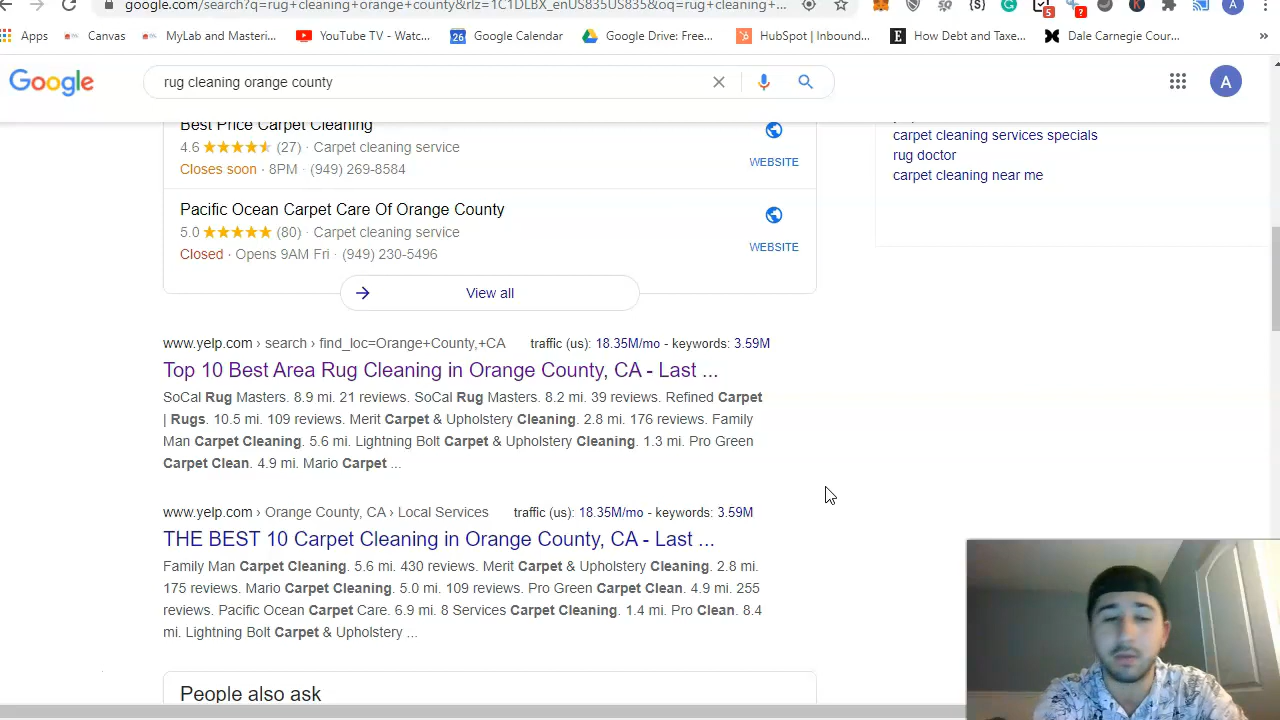 google.com/search?q=rug+cleaning+orange+county&rlz=1C1DLBX_enUS835US835&oq=rug+cleaning+...
5
?
A
Apps
Canvas
MyLab and Masteri...
YouTube TV - Watc...
26
Google Calendar
Google Drive: Free...
HubSpot | Inbound...
How Debt and Taxe...
Dale Carnegie Cour...
»
Google
rug cleaning orange county
A
Best Price Carpet Cleaning
4.6 ★★★★★ (27) · Carpet cleaning service
Closes soon · 8PM · (949) 269-8584
WEBSITE
Pacific Ocean Carpet Care Of Orange County
5.0 ★★★★★ (80) · Carpet cleaning service
Closed · Opens 9AM Fri · (949) 230-5496
WEBSITE
View all
carpet cleaning services specials
rug doctor
carpet cleaning near me
www.yelp.com › search › find_loc=Orange+County,+CA traffic (us): 18.35M/mo - keywords: 3.59M
Top 10 Best Area Rug Cleaning in Orange County, CA - Last ...
SoCal Rug Masters. 8.9 mi. 21 reviews. SoCal Rug Masters. 8.2 mi. 39 reviews. Refined Carpet
| Rugs. 10.5 mi. 109 reviews. Merit Carpet & Upholstery Cleaning. 2.8 mi. 176 reviews. Family
Man Carpet Cleaning. 5.6 mi. Lightning Bolt Carpet & Upholstery Cleaning. 1.3 mi. Pro Green
Carpet Clean. 4.9 mi. Mario Carpet ...
www.yelp.com › Orange County, CA › Local Services traffic (us): 18.35M/mo - keywords: 3.59M
THE BEST 10 Carpet Cleaning in Orange County, CA - Last ...
Family Man Carpet Cleaning. 5.6 mi. 430 reviews. Merit Carpet & Upholstery Cleaning. 2.8 mi.
175 reviews. Mario Carpet Cleaning. 5.0 mi. 109 reviews. Pro Green Carpet Clean. 4.9 mi. 255
reviews. Pacific Ocean Carpet Care. 6.9 mi. 8 Services Carpet Cleaning. 1.4 mi. Pro Clean. 8.4
mi. Lightning Bolt Carpet & Upholstery ...
People also ask